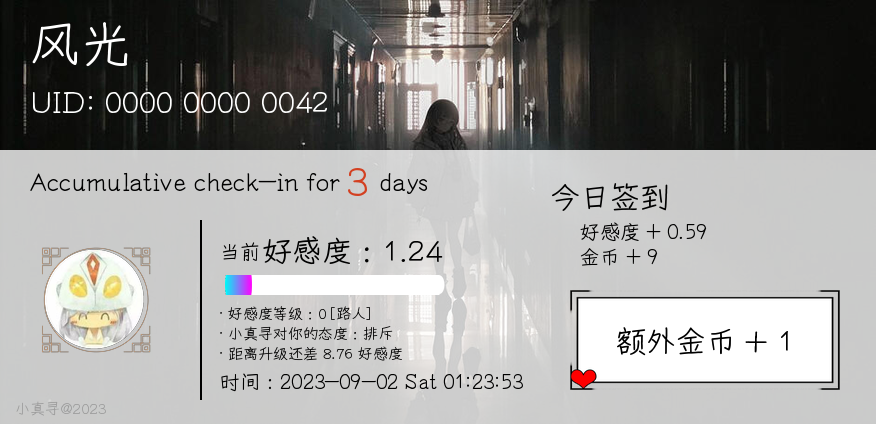 风光
UID: 0000 0000 0042
Accumulative check-in for 3 days
当前好感度：1.24
· 好感度等级：0 [路人]
· 小真寻对你的态度：排斥
· 距离升级还差 8.76 好感度
时间：2023-09-02 Sat 01:23:53
今日签到
好感度 + 0.59
金币 + 9
额外金币 + 1
小真寻@2023